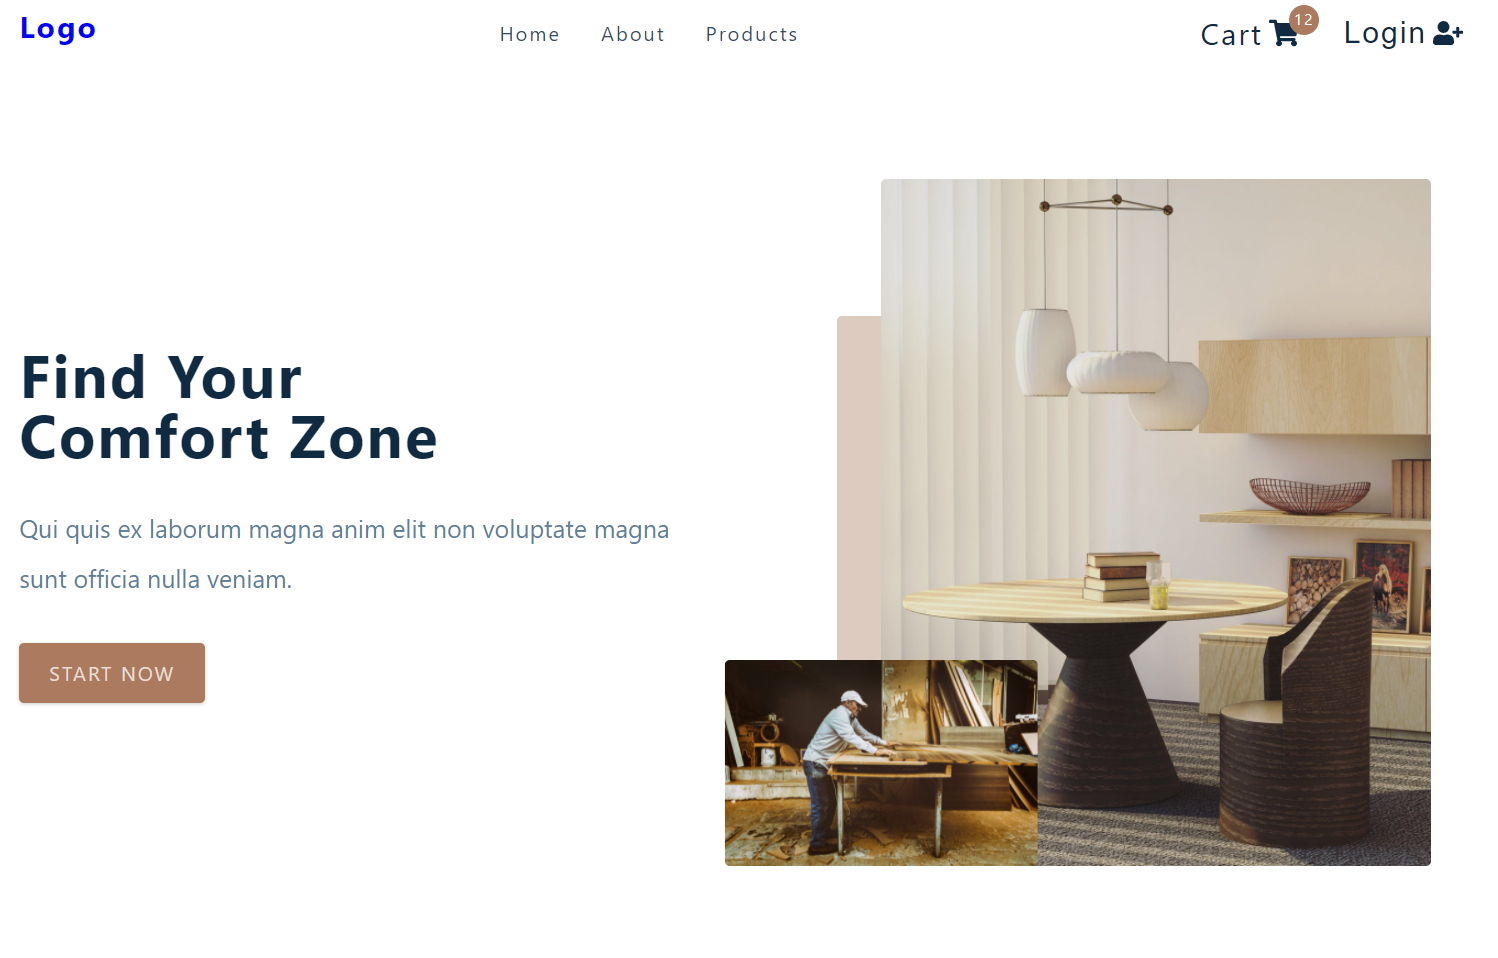 Logo
Home About Products
Cart 12 Login
Find Your
Comfort Zone
Qui quis ex laborum magna anim elit non voluptate magna
sunt officia nulla veniam.
START NOW